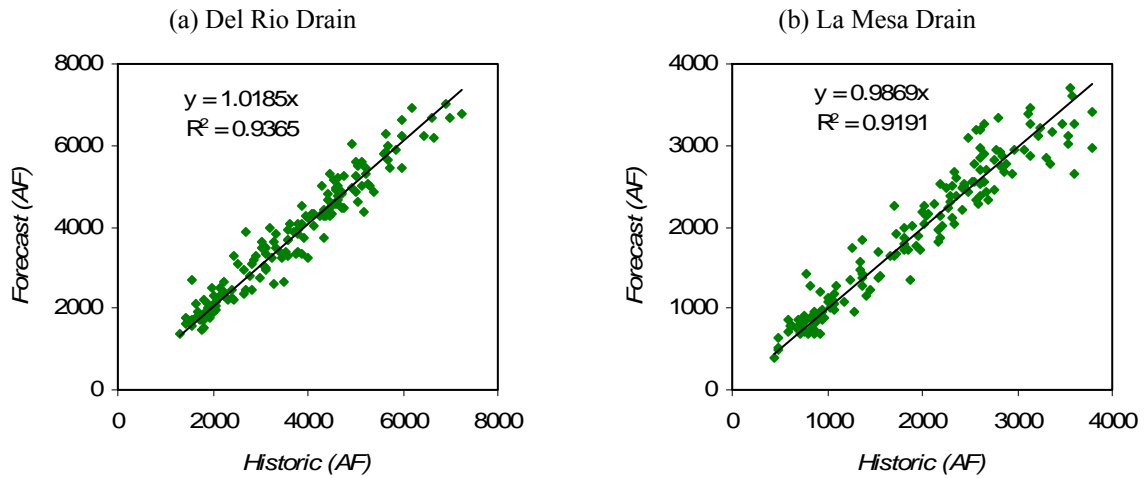 (a) Del Rio Drain
8000
6000
4000
2000
0
y = 1.0185x
R² = 0.9365
Forecast (AF)
0 2000 4000 6000 8000
Historic (AF)
(b) La Mesa Drain
4000
3000
2000
1000
0
y = 0.9869x
R² = 0.9191
Forecast (AF)
0 1000 2000 3000 4000
Historic (AF)